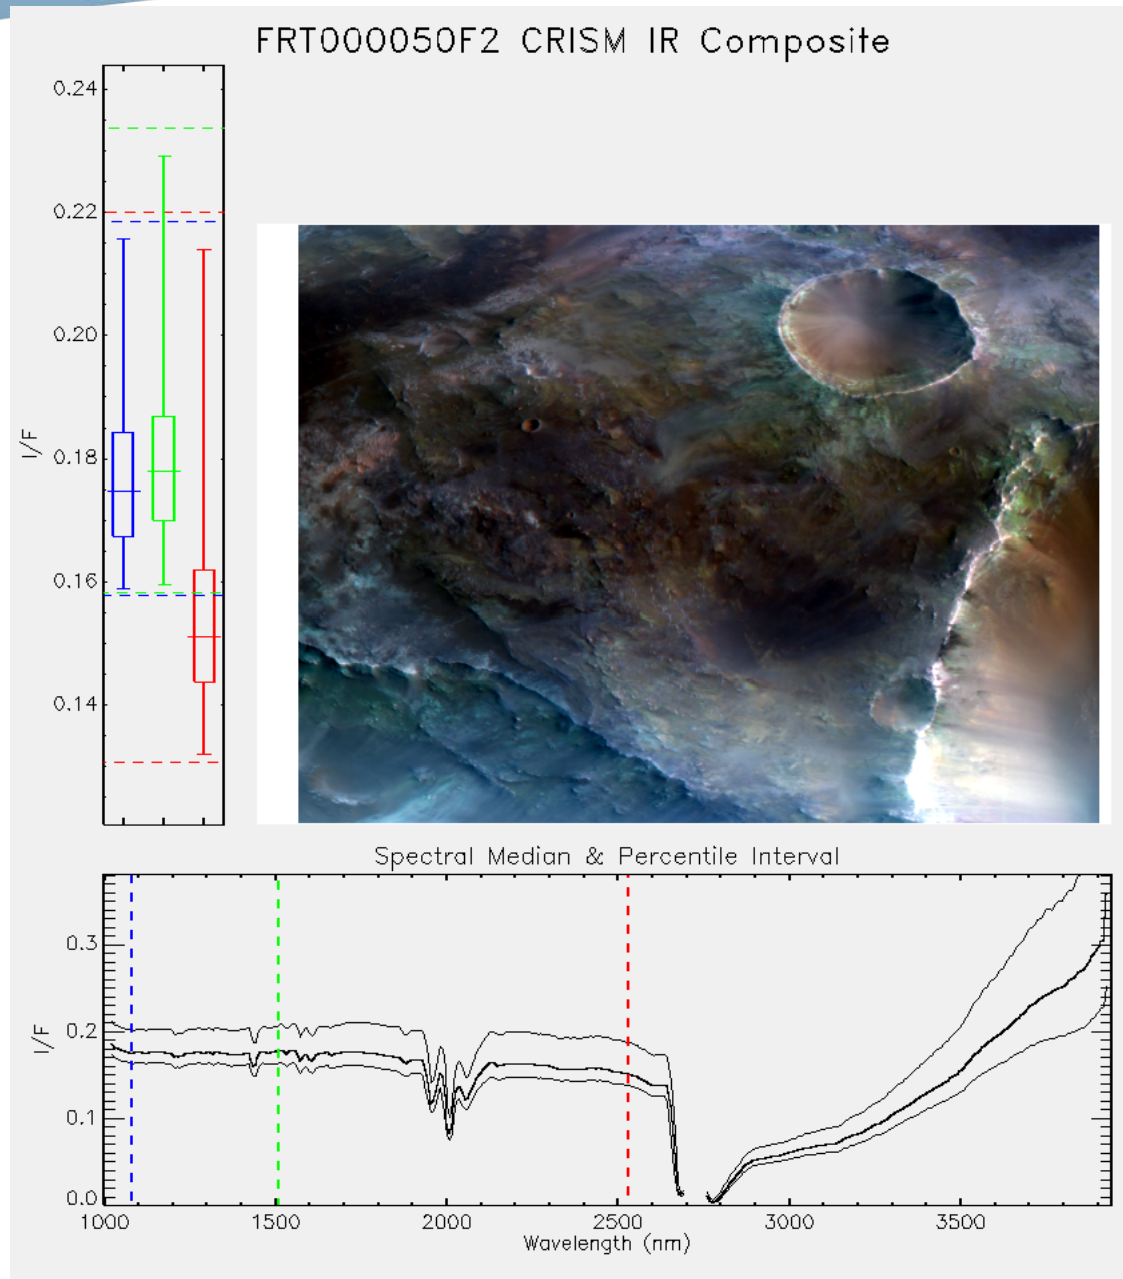 FRT000050F2 CRISM IR Composite
0.24
0.22
0.20
0.18
0.16
0.14
I/F
Spectral Median & Percentile Interval
0.3
0.2
0.1
0.0
I/F
1000 1500 2000 2500 3000 3500
Wavelength (nm)